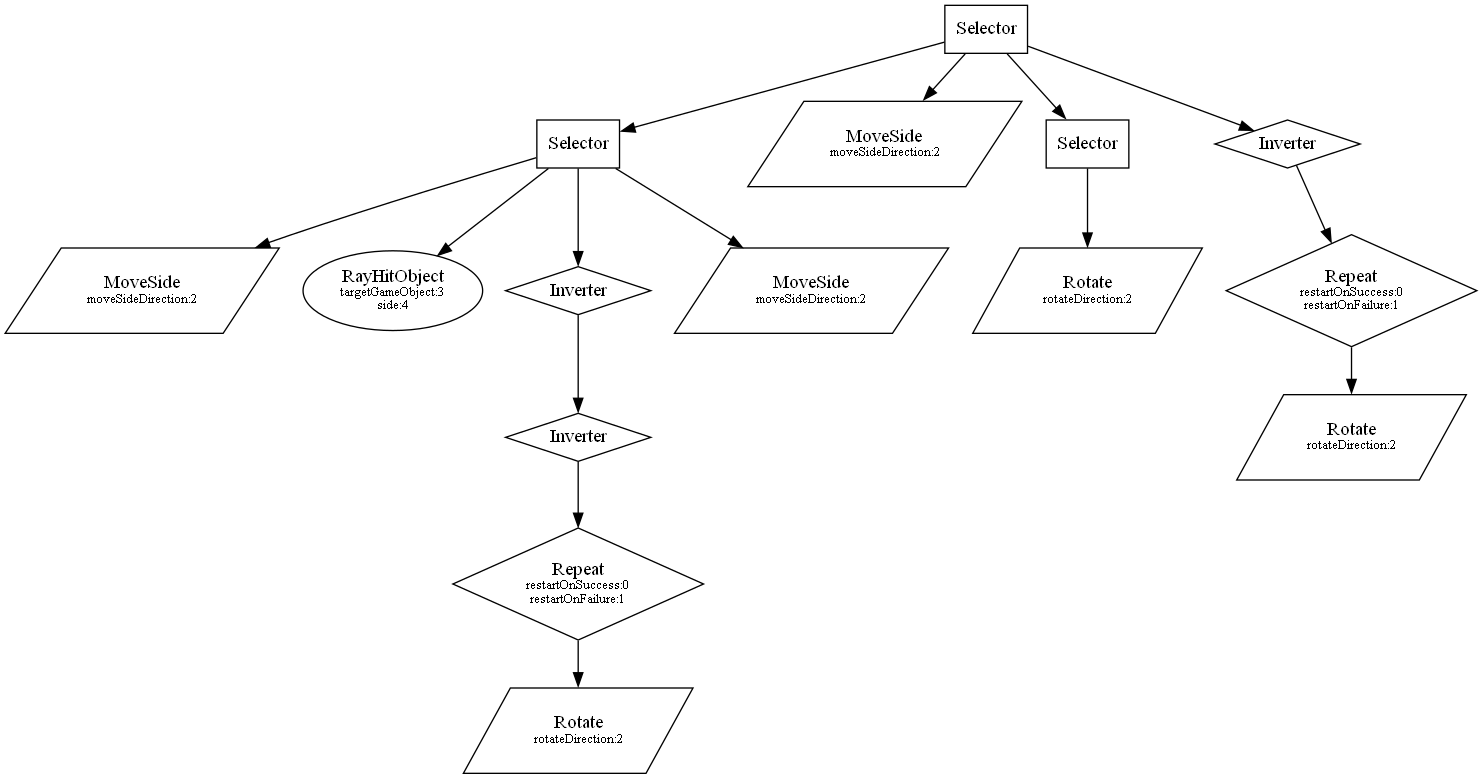 Selector
Selector
MoveSide
moveSideDirection:2
Selector
Inverter
MoveSide
moveSideDirection:2
RayHitObject
targetGameObject:3
side:4
Inverter
MoveSide
moveSideDirection:2
Rotate
rotateDirection:2
Repeat
restartOnSuccess:0
restartOnFailure:1
Inverter
Rotate
rotateDirection:2
Repeat
restartOnSuccess:0
restartOnFailure:1
Rotate
rotateDirection:2